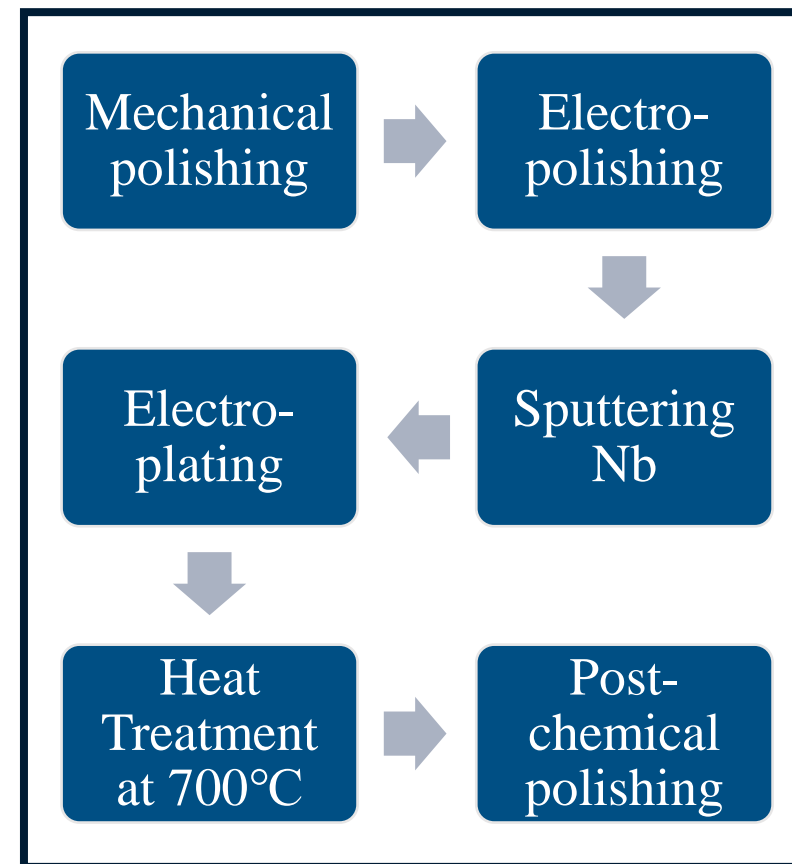 Mechanical
polishing
Electro-
polishing
Sputtering
Nb
Electro-
plating
Heat
Treatment
at 700℃
Post-
chemical
polishing